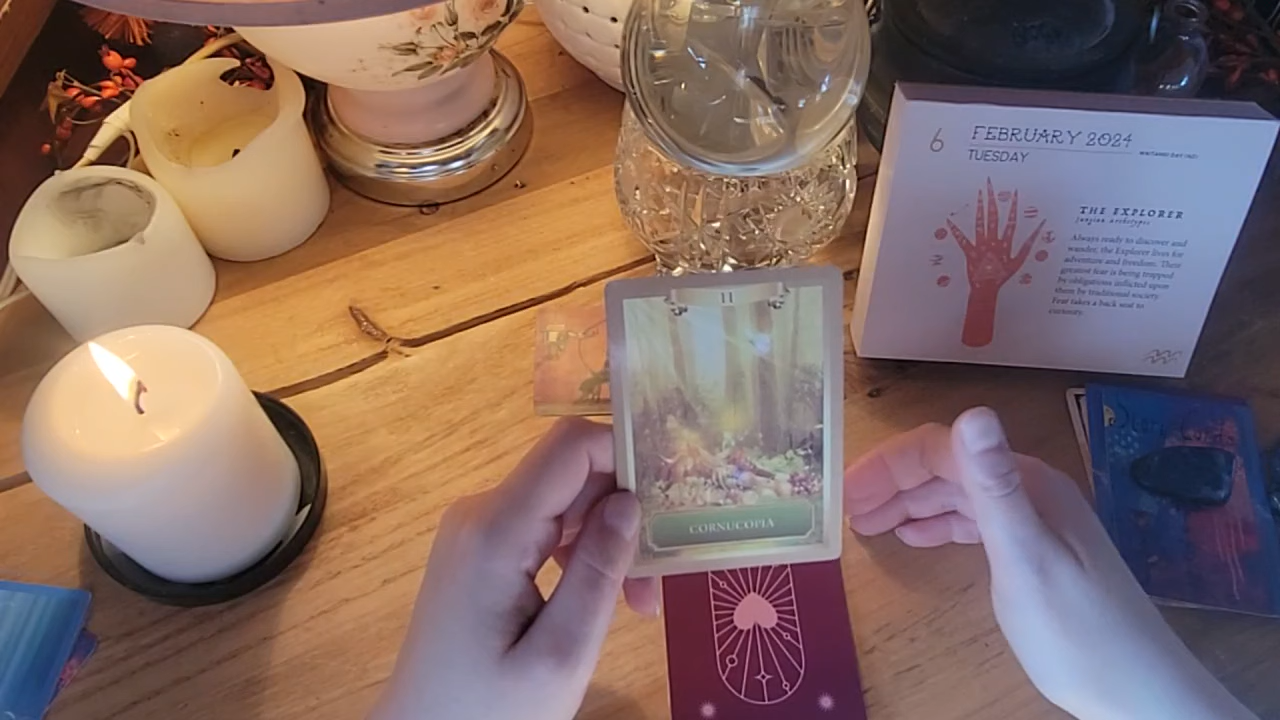 6
FEBRUARY 2024
TUESDAY
THE EXPLORER
jungian archetypes
Always ready to discover and
wander, the Explorer lives for
adventure and freedom. Their
greatest fear is being trapped
by obligations inflicted upon
them by traditional society.
Fear takes a back seat to
curiosity.
11
CORNUCOPIA